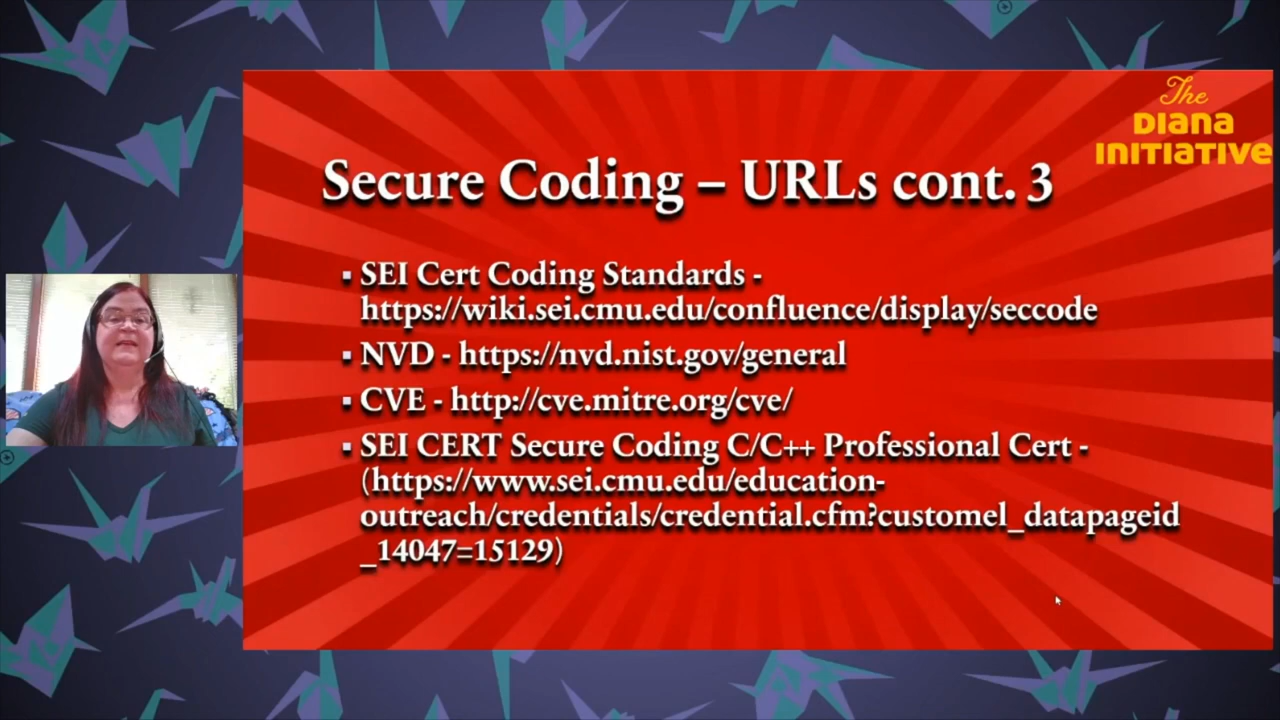 The
DIANA
INITIATIVE
Secure Coding – URLs cont. 3
▪ SEI Cert Coding Standards -
https://wiki.sei.cmu.edu/confluence/display/seccode
▪ NVD - https://nvd.nist.gov/general
▪ CVE - http://cve.mitre.org/cve/
▪ SEI CERT Secure Coding C/C++ Professional Cert -
(https://www.sei.cmu.edu/education-
outreach/credentials/credential.cfm?customel_datapageid
_14047=15129)